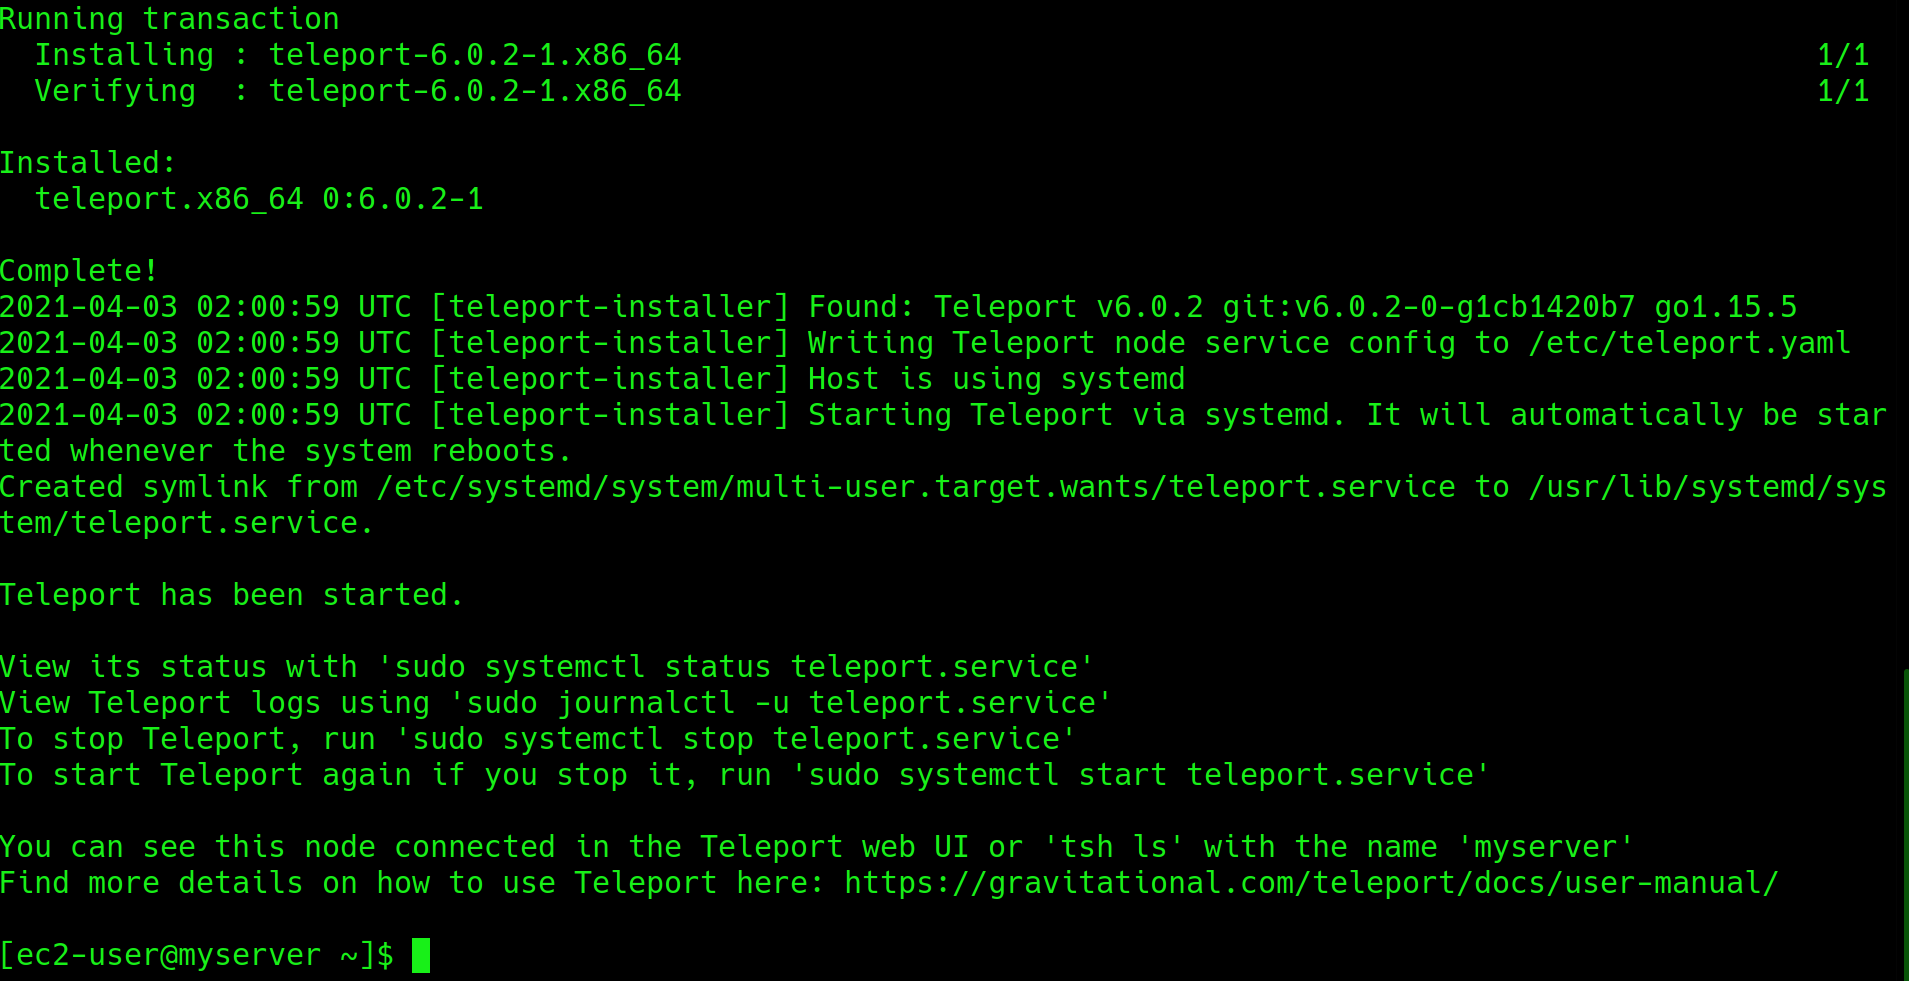 Running transaction
  Installing : teleport-6.0.2-1.x86_64                                                               1/1
  Verifying  : teleport-6.0.2-1.x86_64                                                               1/1

Installed:
  teleport.x86_64 0:6.0.2-1

Complete!
2021-04-03 02:00:59 UTC [teleport-installer] Found: Teleport v6.0.2 git:v6.0.2-0-g1cb1420b7 go1.15.5
2021-04-03 02:00:59 UTC [teleport-installer] Writing Teleport node service config to /etc/teleport.yaml
2021-04-03 02:00:59 UTC [teleport-installer] Host is using systemd
2021-04-03 02:00:59 UTC [teleport-installer] Starting Teleport via systemd. It will automatically be star
ted whenever the system reboots.
Created symlink from /etc/systemd/system/multi-user.target.wants/teleport.service to /usr/lib/systemd/sys
tem/teleport.service.

Teleport has been started.

View its status with 'sudo systemctl status teleport.service'
View Teleport logs using 'sudo journalctl -u teleport.service'
To stop Teleport, run 'sudo systemctl stop teleport.service'
To start Teleport again if you stop it, run 'sudo systemctl start teleport.service'

You can see this node connected in the Teleport web UI or 'tsh ls' with the name 'myserver'
Find more details on how to use Teleport here: https://gravitational.com/teleport/docs/user-manual/

[ec2-user@myserver ~]$